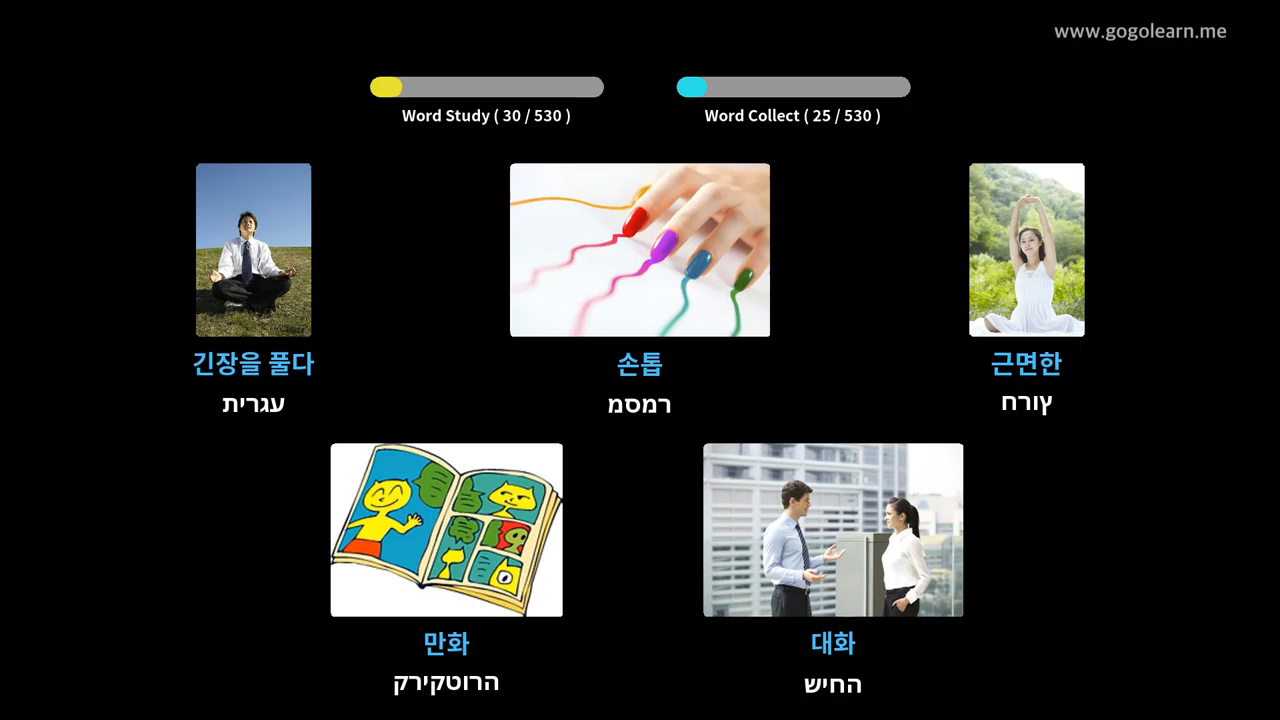 www.gogolearn.me
Word Study ( 30 / 530 )
Word Collect ( 25 / 530 )
긴장을 풀다
עגרית
손톱
רמסמ
근면한
ץורח
만화
הרוטקירק
대화
החיש